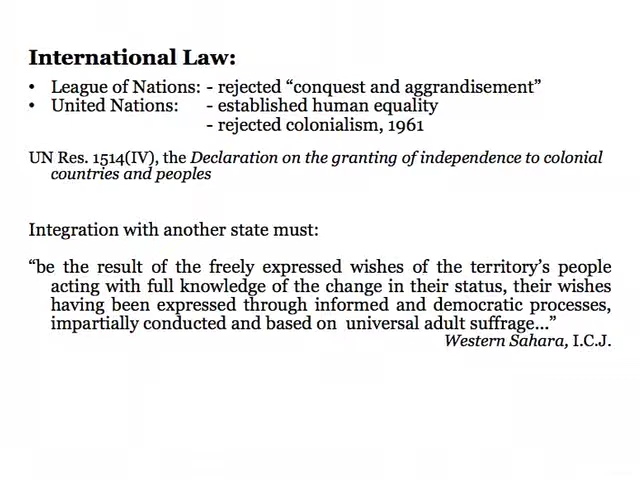 International Law:
• League of Nations: - rejected “conquest and aggrandisement”
• United Nations: - established human equality
- rejected colonialism, 1961
UN Res. 1514(IV), the Declaration on the granting of independence to colonial
countries and peoples
Integration with another state must:
“be the result of the freely expressed wishes of the territory’s people
acting with full knowledge of the change in their status, their wishes
having been expressed through informed and democratic processes,
impartially conducted and based on universal adult suffrage...”
Western Sahara, I.C.J.